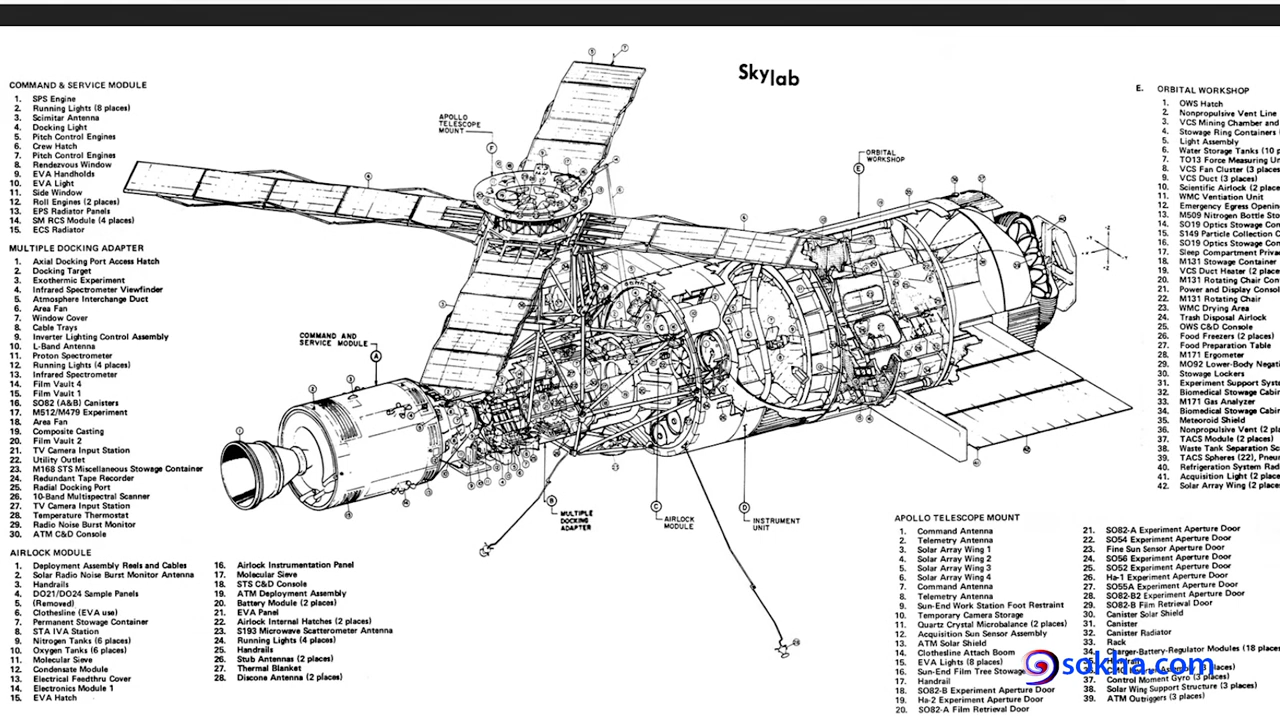 Skylab
COMMAND & SERVICE MODULE
1. SPS Engine
2. Running Lights (8 places)
3. Scimitar Antenna
4. Docking Light
5. Pitch Control Engines
6. Crew Hatch
7. Pitch Control Engines
8. Rendezvous Window
9. EVA Handholds
10. EVA Light
11. Side Window
12. Roll Engines (2 places)
13. EPS Radiator Panels
14. SM RCS Module (4 places)
15. ECS Radiator
MULTIPLE DOCKING ADAPTER
1. Axial Docking Port Access Hatch
2. Docking Target
3. Exothermic Experiment
4. Infrared Spectrometer Viewfinder
5. Atmosphere Interchange Duct
6. Area Fan
7. Window Cover
8. Cable Trays
9. Inverter Lighting Control Assembly
10. L-Band Antenna
11. Proton Spectrometer
12. Running Lights (4 places)
13. Infrared Spectrometer
14. Film Vault 4
15. Film Vault 1
16. SO82 (A&B) Canisters
17. M512/M479 Experiment
18. Area Fan
19. Composite Casting
20. Film Vault 2
21. TV Camera Input Station
22. Utility Outlet
23. M168 STS Miscellaneous Stowage Container
24. Redundant Tape Recorder
25. Radial Docking Port
26. 10-Band Multispectral Scanner
27. TV Camera Input Station
28. Temperature Thermostat
29. Radio Noise Burst Monitor
30. ATM C&D Console
AIRLOCK MODULE
1. Deployment Assembly Reels and Cables
2. Solar Radio Noise Burst Monitor Antenna
3. Handrails
4. DO21/DO24 Sample Panels
5. (Removed)
6. Clothesline (EVA use)
7. Permanent Stowage Container
8. STA IVA Station
9. Nitrogen Tanks (6 places)
10. Oxygen Tanks (6 places)
11. Molecular Sieve
12. Condensate Module
13. Electrical Feedthru Cover
14. Electronics Module 1
15. EVA Hatch
16. Airlock Instrumentation Panel
17. Molecular Sieve
18. STS C&D Console
19. ATM Deployment Assembly
20. Battery Module (2 places)
21. EVA Panel
22. Airlock Internal Hatches (2 places)
23. S193 Microwave Scatterometer Antenna
24. Running Lights (4 places)
25. Handrails
26. Stub Antennas (2 places)
27. Thermal Blanket
28. Discone Antenna (2 places)
APOLLO
TELESCOPE
MOUNT
F
ORBITAL
WORKSHOP
E
COMMAND AND
SERVICE MODULE
A
B
MULTIPLE
DOCKING
ADAPTER
C
AIRLOCK
MODULE
D
INSTRUMENT
UNIT
E. ORBITAL WORKSHOP
1. OWS Hatch
2. Nonpropulsive Vent Line
3. VCS Mining Chamber and
4. Stowage Ring Containers
5. Light Assembly
6. Water Storage Tanks (10 p
7. TO13 Force Measuring Un
8. VCS Fan Cluster (3 places
9. VCS Duct (3 places)
10. Scientific Airlock (2 place
11. WMC Ventiation Unit
12. Emergency Egress Openin
13. M509 Nitrogen Bottle Sto
14. SO19 Optics Stowage Con
15. S149 Particle Collection C
16. SO19 Optics Stowage Con
17. Sleep Compartment Priva
18. M131 Stowage Container
19. VCS Duct Heater (2 place
20. M131 Rotating Chair Con
21. Power and Display Consol
22. M131 Rotating Chair
23. WMC Drying Area
24. Trash Disposal Airlock
25. OWS C&D Console
26. Food Freezers (2 places)
27. Food Preparation Table
28. M171 Ergometer
29. MO92 Lower-Body Negati
30. Stowage Lockers
31. Experiment Support Syste
32. Biomedical Stowage Cabin
33. M171 Gas Analyzer
34. Biomedical Stowage Cabin
35. Meteoroid Shield
36. Nonpropulsive Vent (2 pla
37. TACS Module (2 places)
38. Waste Tank Separation Sc
39. TACS Spheres (22), Pneu
40. Refrigeration System Rad
41. Acquisition Light (2 place
42. Solar Array Wing (2 place
APOLLO TELESCOPE MOUNT
1. Command Antenna
2. Telemetry Antenna
3. Solar Array Wing 1
4. Solar Array Wing 2
5. Solar Array Wing 3
6. Solar Array Wing 4
7. Command Antenna
8. Telemetry Antenna
9. Sun-End Work Station Foot Restraint
10. Temporary Camera Storage
11. Quartz Crystal Microbalance (2 places)
12. Acquisition Sun Sensor Assembly
13. ATM Solar Shield
14. Clothesline Attach Boom
15. EVA Lights (8 places)
16. Sun-End Film Tree Stowage
17. Handrail
18. SO82-B Experiment Aperture Door
19. Ha-2 Experiment Aperture Door
20. SO82-A Film Retrieval Door
21. SO82-A Experiment Aperture Door
22. SO54 Experiment Aperture Door
23. Fine Sun Sensor Aperture Door
24. SO56 Experiment Aperture Door
25. SO52 Experiment Aperture Door
26. Ha-1 Experiment Aperture Door
27. SO55A Experiment Aperture Door
28. SO82-B2 Experiment Aperture Door
29. SO82-B Film Retrieval Door
30. Canister Solar Shield
31. Canister
32. Canister Radiator
33. Rack
34. Charger-Battery-Regulator Modules (18 places
37. Control Moment Gyro (3 places)
38. Solar Wing Support Structure (3 places)
39. ATM Outriggers (3 places)
sokha.com